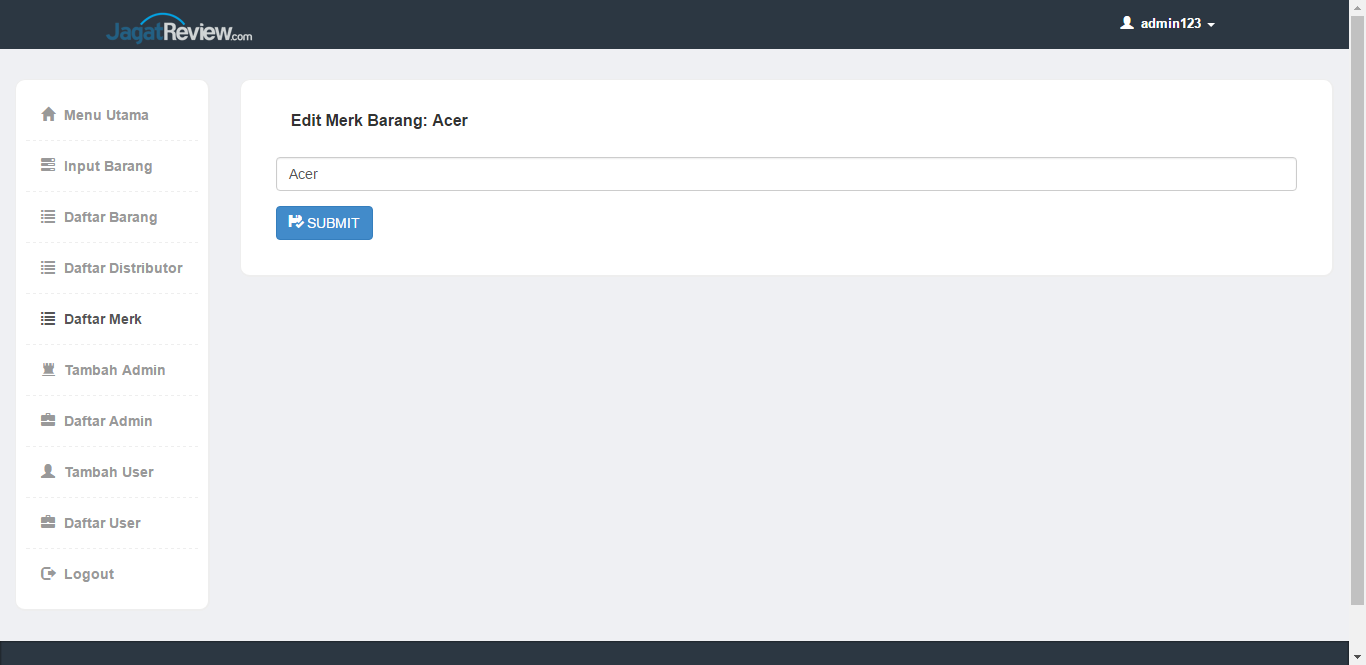 JagatReview.com
admin123
Menu Utama
Input Barang
Daftar Barang
Daftar Distributor
Daftar Merk
Tambah Admin
Daftar Admin
Tambah User
Daftar User
Logout
Edit Merk Barang: Acer
Acer
SUBMIT